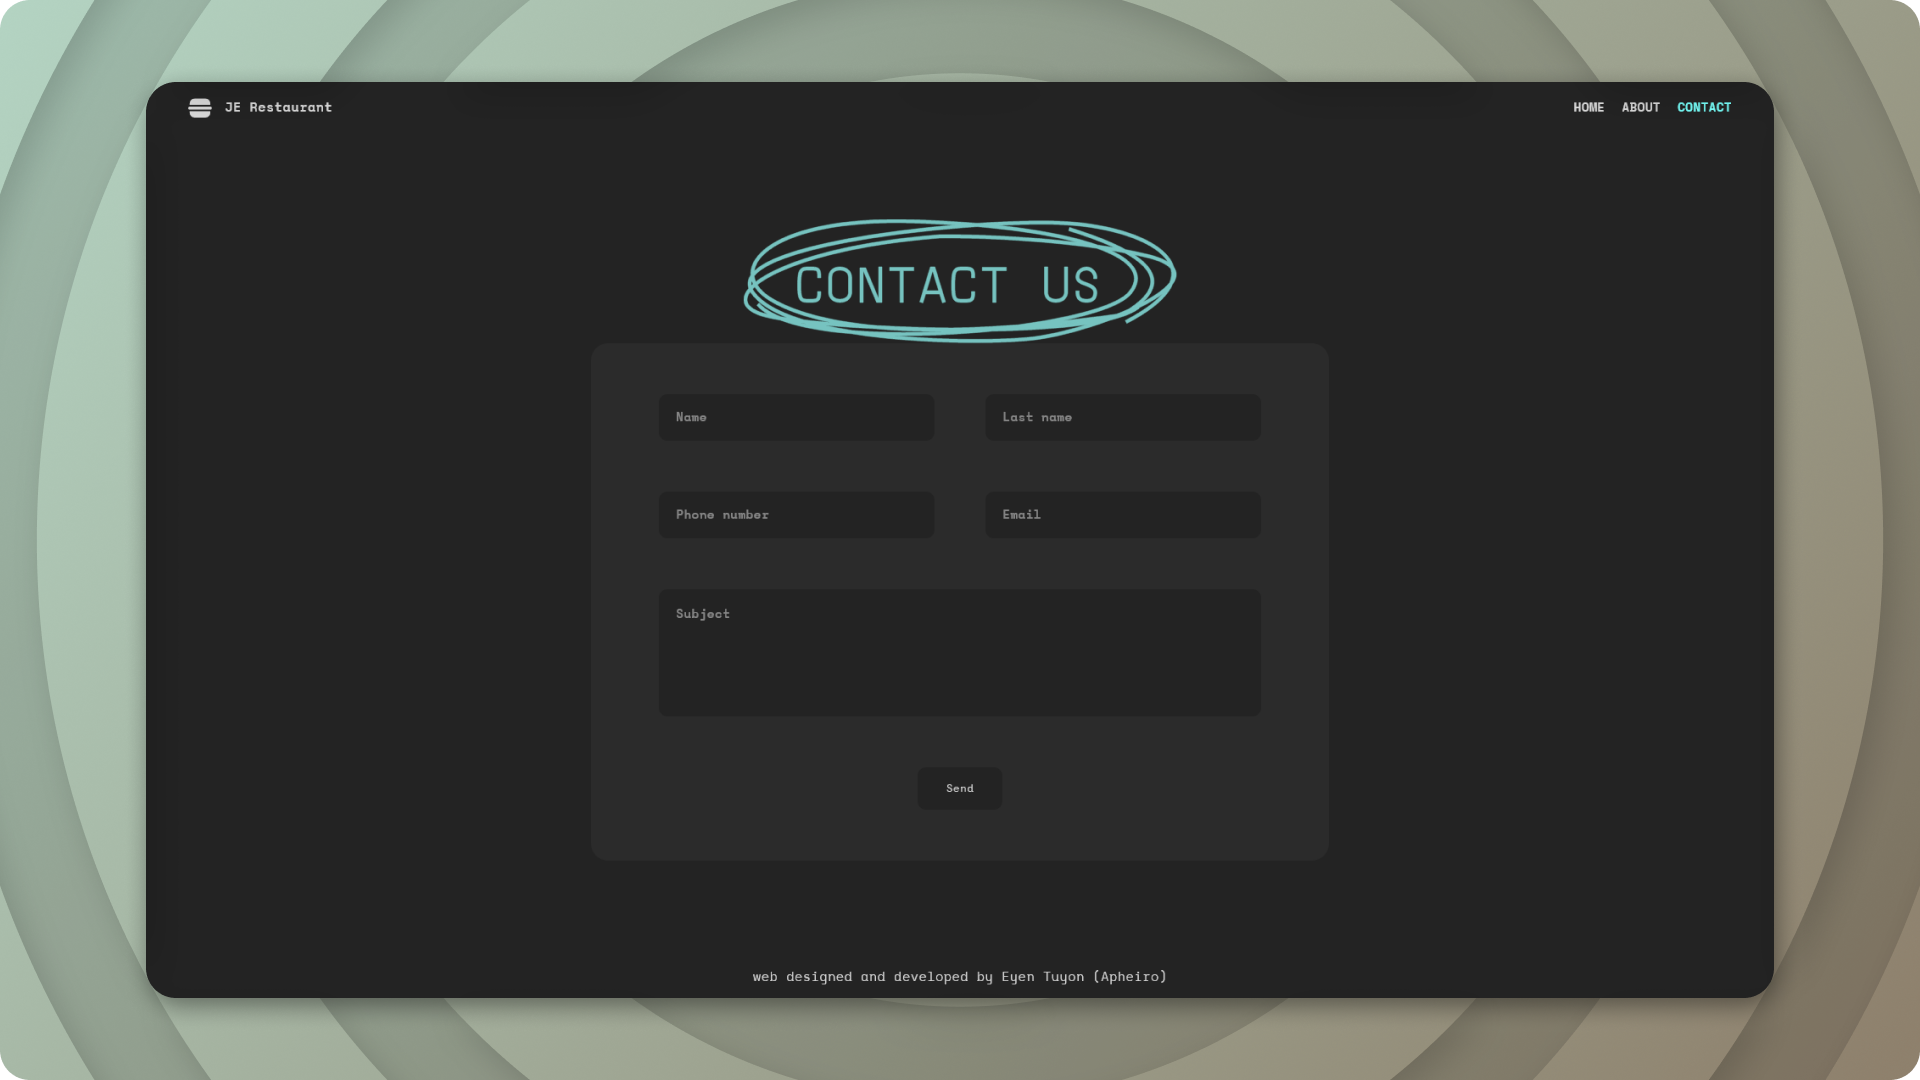 JE Restaurant
HOME ABOUT CONTACT
CONTACT US
Name
Last name
Phone number
Email
Subject
Send
web designed and developed by Eyen Tuyon (Apheiro)